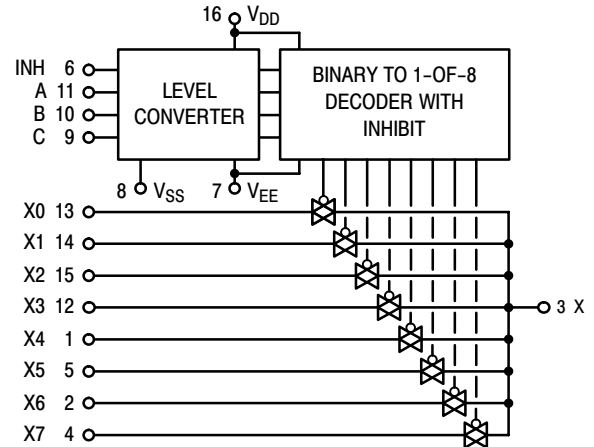 16 VDD
INH 6
A 11
B 10
C 9
LEVEL
CONVERTER
BINARY TO 1-OF-8
DECODER WITH
INHIBIT
8 VSS
7 VEE
X0 13
X1 14
X2 15
X3 12
3 X
X4 1
X5 5
X6 2
X7 4